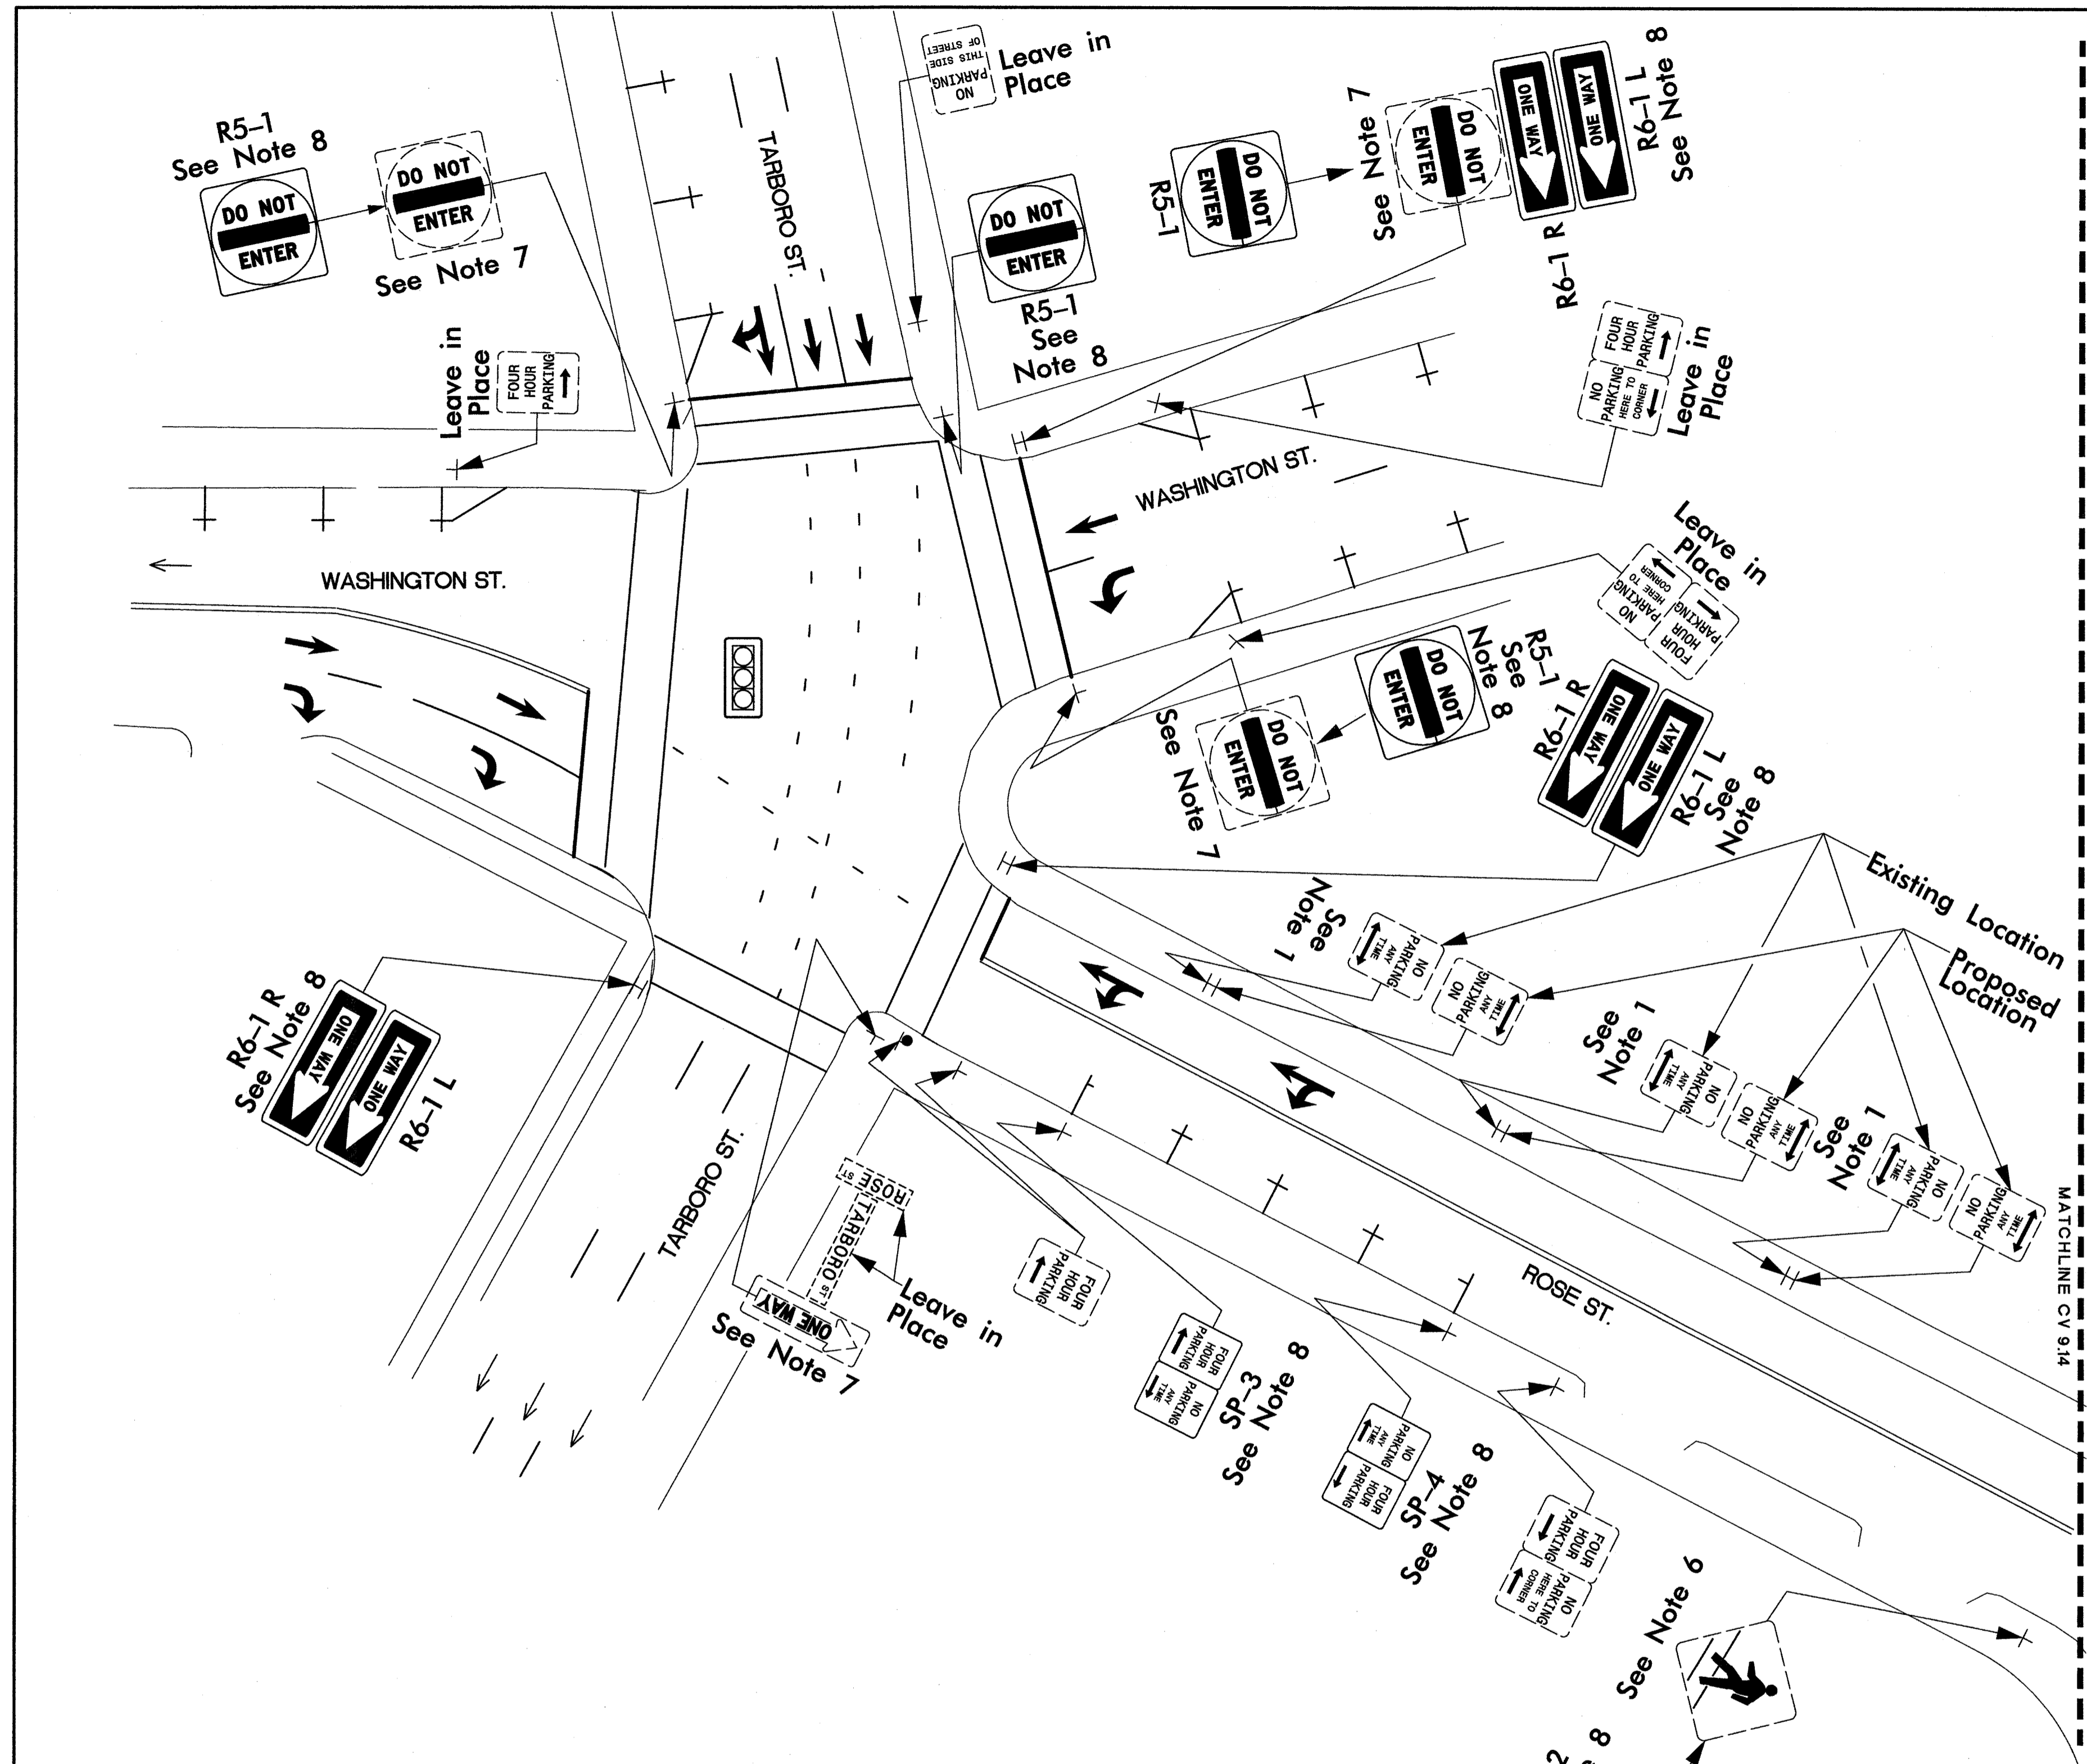 NO
PARKING
THIS SIDE
OF STREET
Leave in
Place
R5-1
See Note 8
DO NOT
ENTER
DO NOT
ENTER
See Note 7
TARBORO ST.
DO NOT
ENTER
R5-1
See
Note 8
DO NOT
ENTER
R5-1
See Note 7
DO NOT
ENTER
ONE WAY
ONE WAY
R6-1 R
R6-1 L
See Note 8
Leave in
Place
FOUR
HOUR
PARKING
FOUR
HOUR
PARKING
NO
PARKING
HERE TO
CORNER
Leave in
Place
WASHINGTON ST.
WASHINGTON ST.
Leave in
Place
NO
PARKING
HERE TO
CORNER
FOUR
HOUR
PARKING
DO NOT
ENTER
R5-1
See
Note 8
DO NOT
ENTER
See Note 7
R6-1 R
ONE WAY
ONE WAY
R6-1 L
See
Note 8
Existing Location
Proposed
Location
See
Note 1
NO
PARKING
ANY
TIME
NO
PARKING
ANY
TIME
See
Note 1
NO
PARKING
ANY
TIME
NO
PARKING
ANY
TIME
See
Note 1
NO
PARKING
ANY
TIME
NO
PARKING
ANY
TIME
R6-1 R
See Note 8
ONE WAY
ONE WAY
R6-1 L
TARBORO ST.
ROSE ST
TARBORO ST
ONE WAY
Leave in
Place
See Note 7
FOUR
HOUR
PARKING
FOUR
HOUR
PARKING
NO
PARKING
ANY
TIME
SP-3
See Note 8
NO
PARKING
ANY
TIME
FOUR
HOUR
PARKING
SP-4
See Note 8
FOUR
HOUR
PARKING
NO
PARKING
HERE TO
CORNER
ROSE ST.
MATCHLINE CV 9.14
See Note 6
2
8